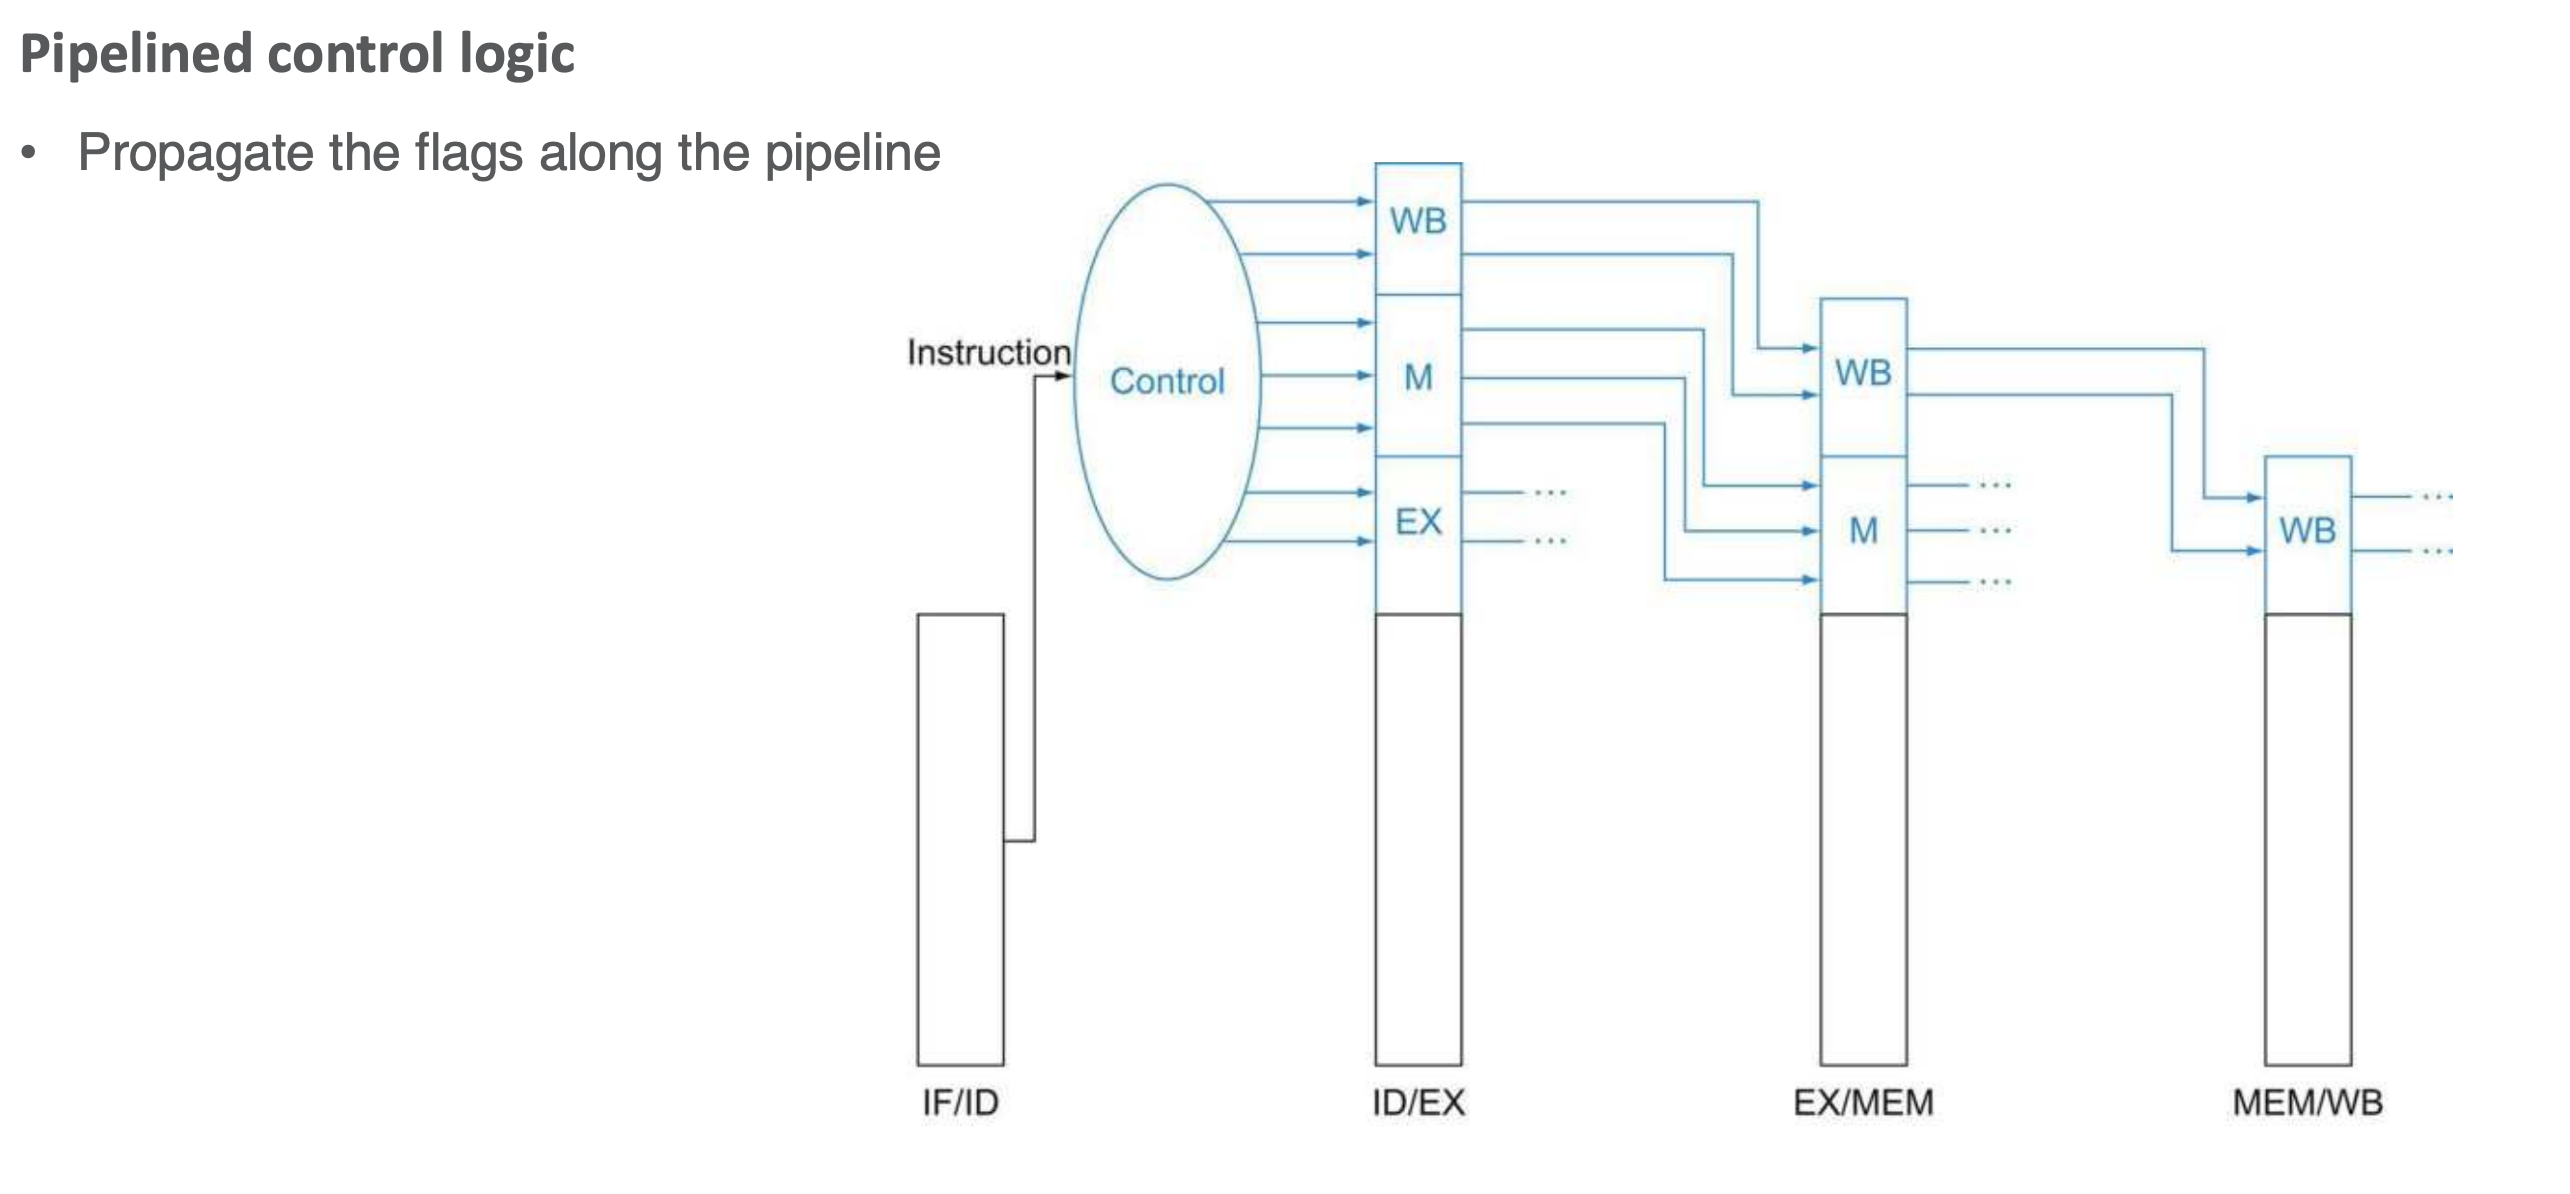 Pipelined control logic
• Propagate the flags along the pipeline
WB
Instruction
Control
M
WB
EX
M
WB
...
...
...
...
...
...
...
IF/ID
ID/EX
EX/MEM
MEM/WB